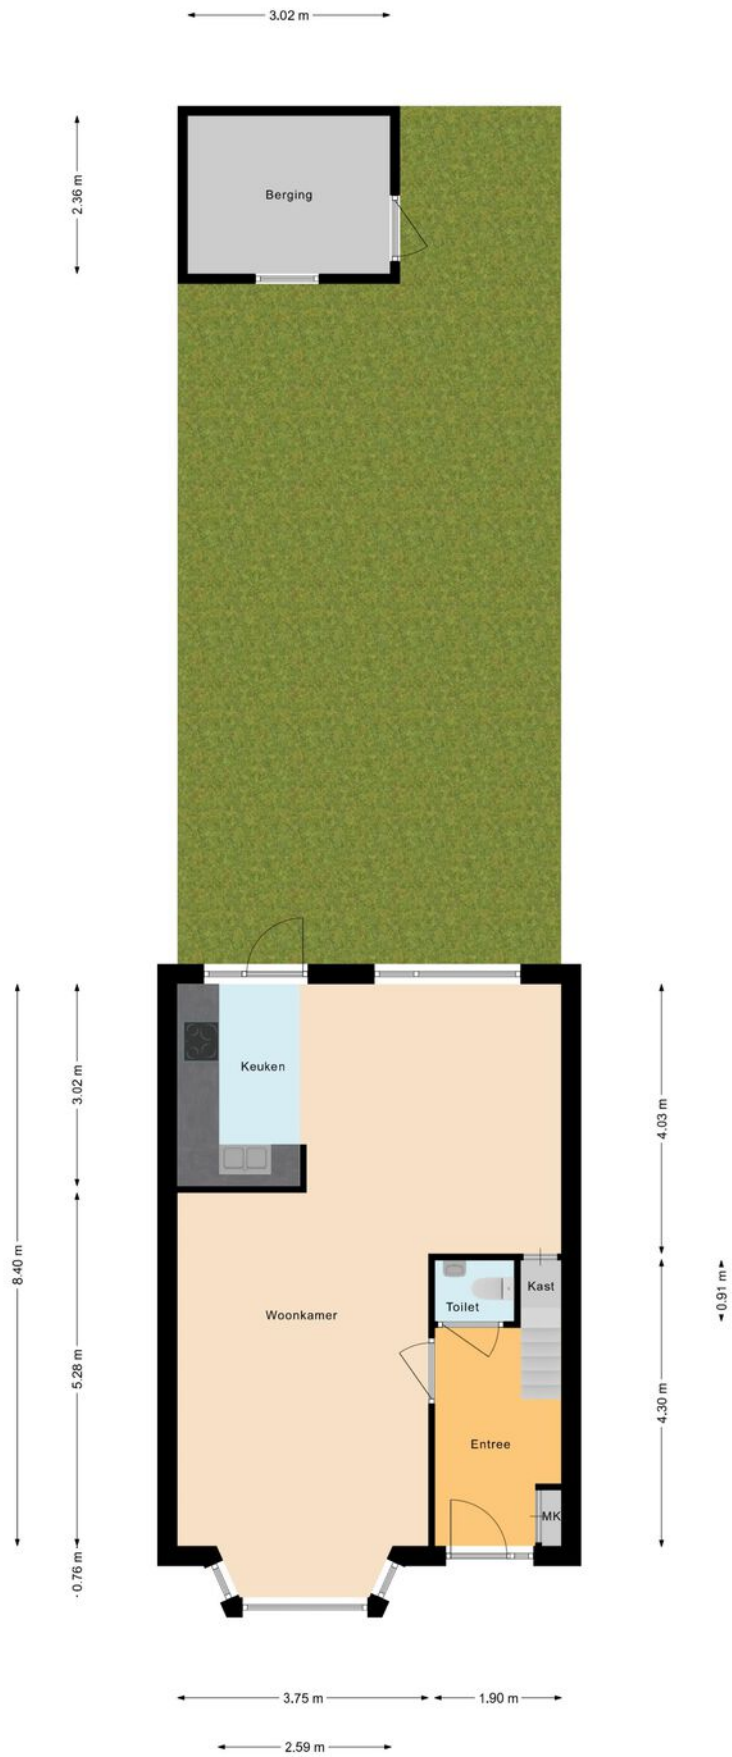 3.02 m
2.36 m
Berging
Keuken
3.02 m
4.03 m
8.40 m
Kast
0.91 m
Toilet
Woonkamer
5.28 m
4.30 m
Entree
MK
0.76 m
3.75 m
1.90 m
2.59 m